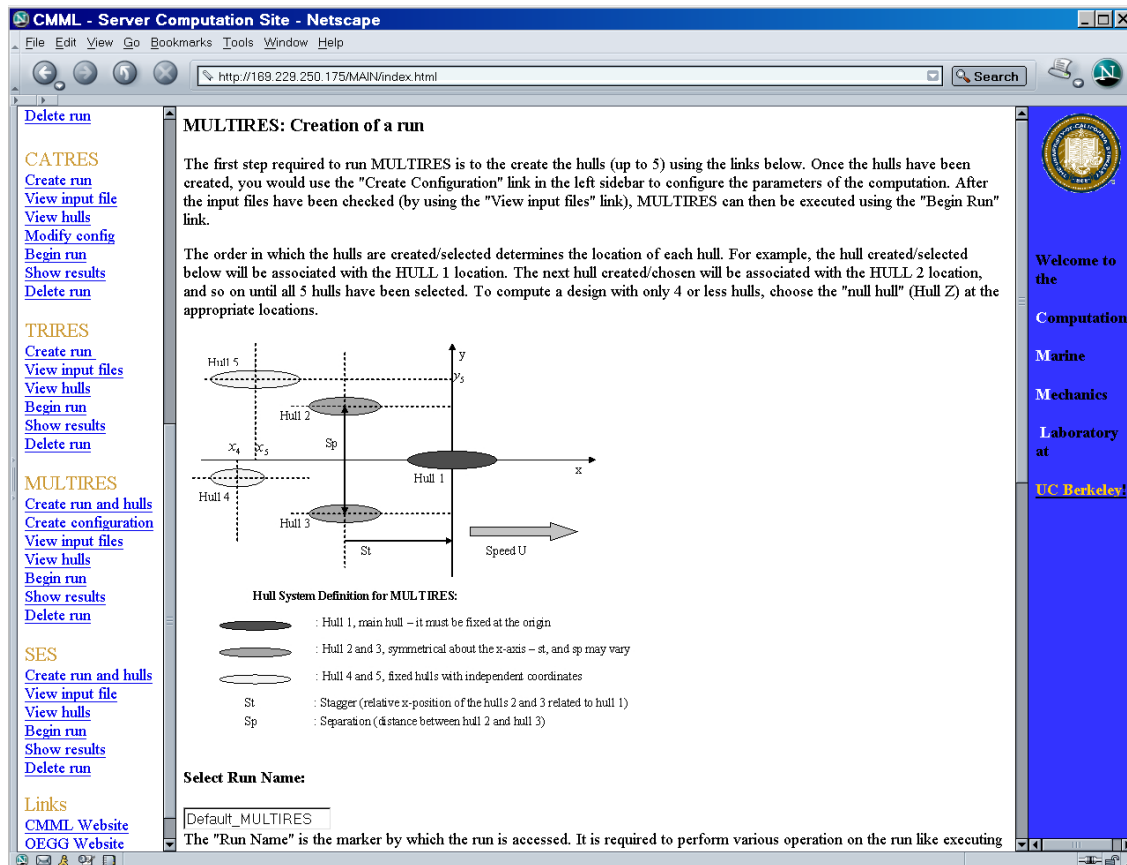 CMML - Server Computation Site - Netscape
File Edit View Go Bookmarks Tools Window Help
http://169.229.250.175/MAIN/index.html
Search
N
Delete run
CATRES
Create run
View input file
View hulls
Modify config
Begin run
Show results
Delete run
TRIRES
Create run
View input files
View hulls
Begin run
Show results
Delete run
MULTIRES
Create run and hulls
Create configuration
View input files
View hulls
Begin run
Show results
Delete run
SES
Create run and hulls
View input file
View hulls
Begin run
Show results
Delete run
Links
CMML Website
OEGG Website
MULTIRES: Creation of a run
The first step required to run MULTIRES is to the create the hulls (up to 5) using the links below. Once the hulls have been
created, you would use the "Create Configuration" link in the left sidebar to configure the parameters of the computation. After
the input files have been checked (by using the "View input files" link), MULTIRES can then be executed using the "Begin Run"
link.
The order in which the hulls are created/selected determines the location of each hull. For example, the hull created/selected
below will be associated with the HULL 1 location. The next hull created/chosen will be associated with the HULL 2 location,
and so on until all 5 hulls have been selected. To compute a design with only 4 or less hulls, choose the "null hull" (Hull Z) at the
appropriate locations.
Hull 5
y
y5
Hull 2
Sp
x4 x5
x
Hull 1
Hull 4
Hull 3
St
Speed U
Hull System Definition for MULTIRES:
: Hull 1, main hull – it must be fixed at the origin
: Hull 2 and 3, symmetrical about the x-axis – st, and sp may vary
: Hull 4 and 5, fixed hulls with independent coordinates
St : Stagger (relative x-position of the hulls 2 and 3 related to hull 1)
Sp : Separation (distance between hull 2 and hull 3)
Select Run Name:
Default_MULTIRES
The "Run Name" is the marker by which the run is accessed. It is required to perform various operation on the run like executing
Welcome to
the
Computation
Marine
Mechanics
Laboratory
at
UC Berkeley!